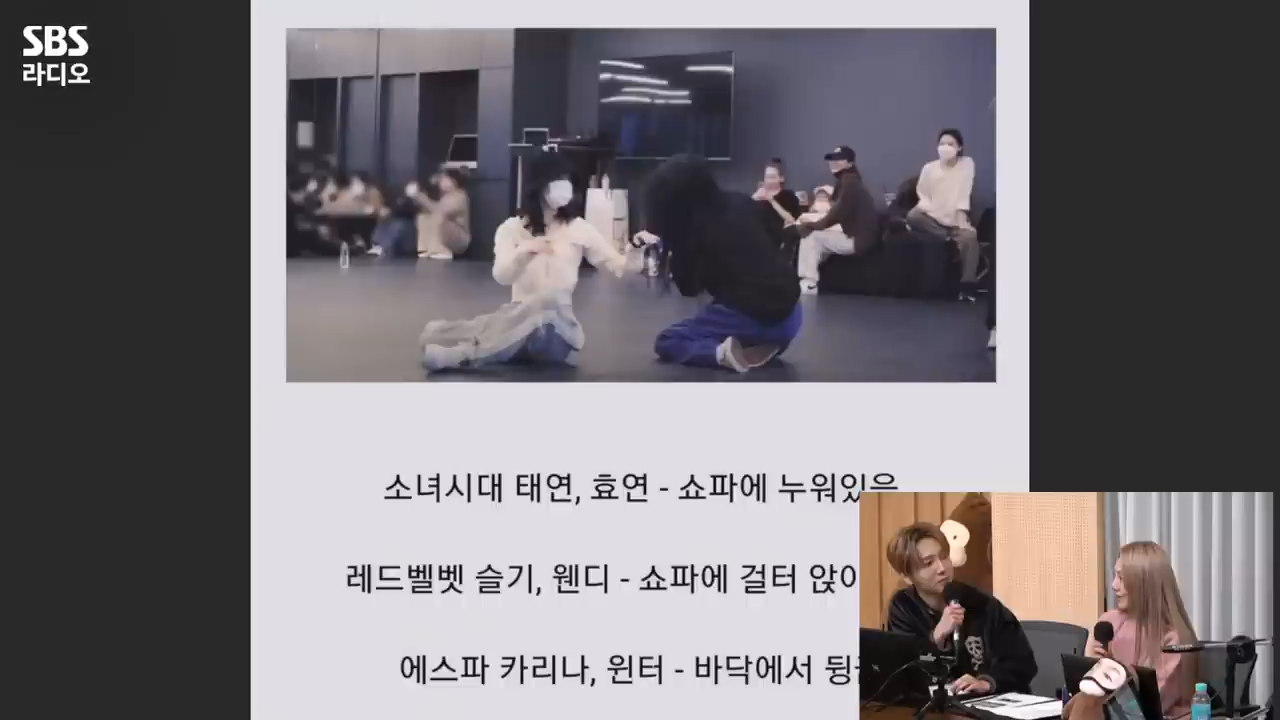 SBS
라디오
소녀시대 태연, 효연 - 쇼파에 누워있음
레드벨벳 슬기, 웬디 - 쇼파에 걸터 앉아
에스파 카리나, 윈터 - 바닥에서